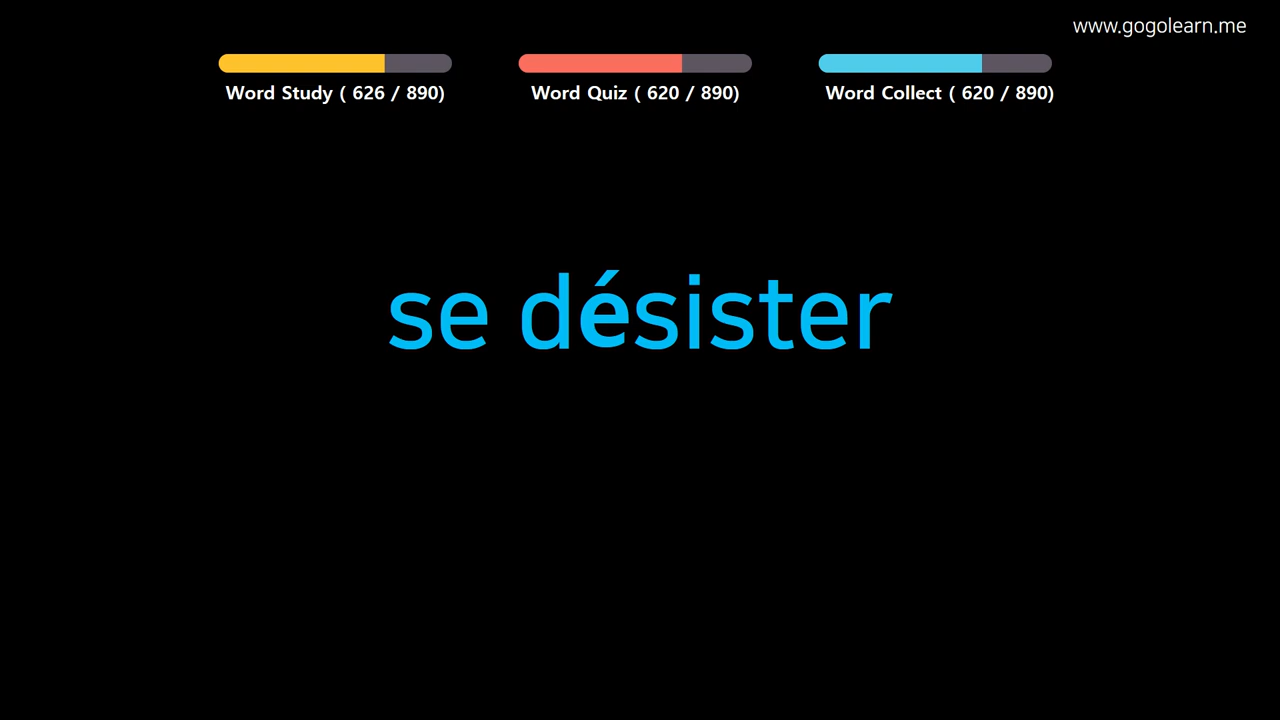 www.gogolearn.me
Word Study ( 626 / 890)
Word Quiz ( 620 / 890)
Word Collect ( 620 / 890)
se désister